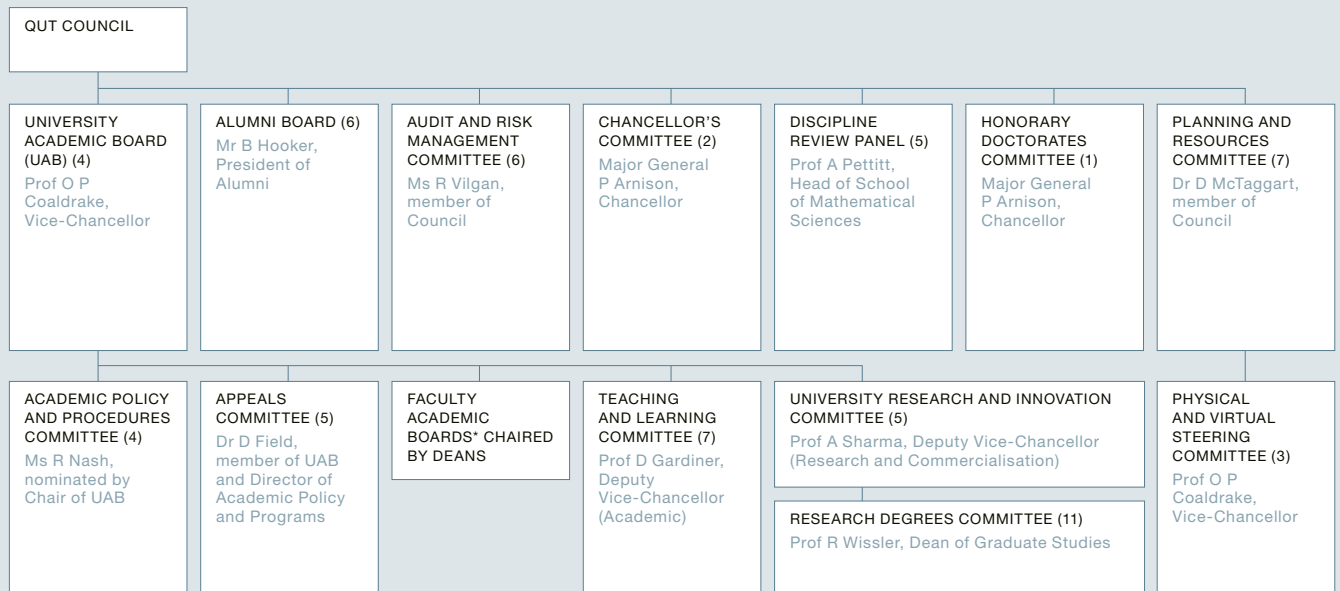 QUT COUNCIL
UNIVERSITY
ACADEMIC BOARD
(UAB) (4)
Prof O P
Coaldrake,
Vice-Chancellor
ALUMNI BOARD (6)
Mr B Hooker,
President of
Alumni
AUDIT AND RISK
MANAGEMENT
COMMITTEE (6)
Ms R Vilgan,
member of
Council
CHANCELLOR'S
COMMITTEE (2)
Major General
P Arnison,
Chancellor
DISCIPLINE
REVIEW PANEL (5)
Prof A Pettitt,
Head of School
of Mathematical
Sciences
HONORARY
DOCTORATES
COMMITTEE (1)
Major General
P Arnison,
Chancellor
PLANNING AND
RESOURCES
COMMITTEE (7)
Dr D McTaggart,
member of
Council
ACADEMIC POLICY
AND PROCEDURES
COMMITTEE (4)
Ms R Nash,
nominated by
Chair of UAB
APPEALS
COMMITTEE (5)
Dr D Field,
member of UAB
and Director of
Academic Policy
and Programs
FACULTY
ACADEMIC
BOARDS* CHAIRED
BY DEANS
TEACHING
AND LEARNING
COMMITTEE (7)
Prof D Gardiner,
Deputy
Vice-Chancellor
(Academic)
UNIVERSITY RESEARCH AND INNOVATION
COMMITTEE (5)
Prof A Sharma, Deputy Vice-Chancellor
(Research and Commercialisation)
RESEARCH DEGREES COMMITTEE (11)
Prof R Wissler, Dean of Graduate Studies
PHYSICAL
AND VIRTUAL
STEERING
COMMITTEE (3)
Prof O P
Coaldrake,
Vice-Chancellor